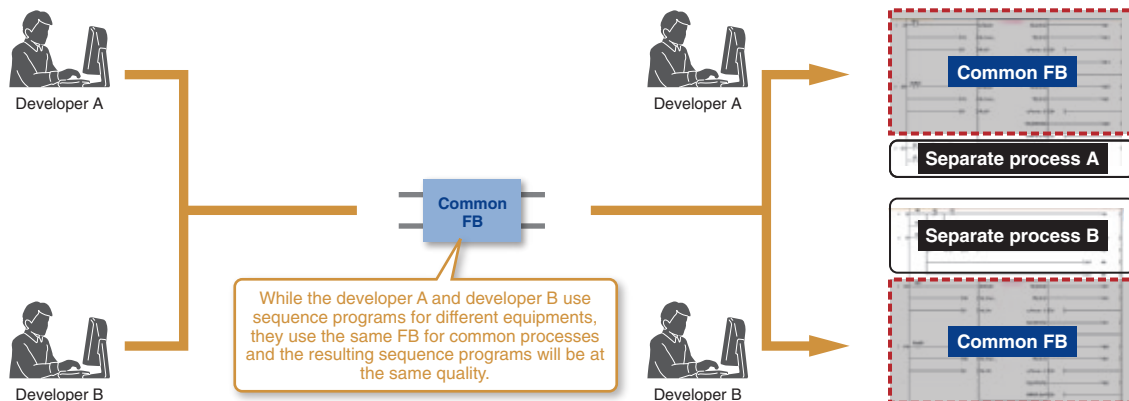 Developer A
Developer A
Common FB
Separate process A
Common
FB
Separate process B
While the developer A and developer B use
sequence programs for different equipments,
they use the same FB for common processes
and the resulting sequence programs will be at
the same quality.
Common FB
Developer B
Developer B